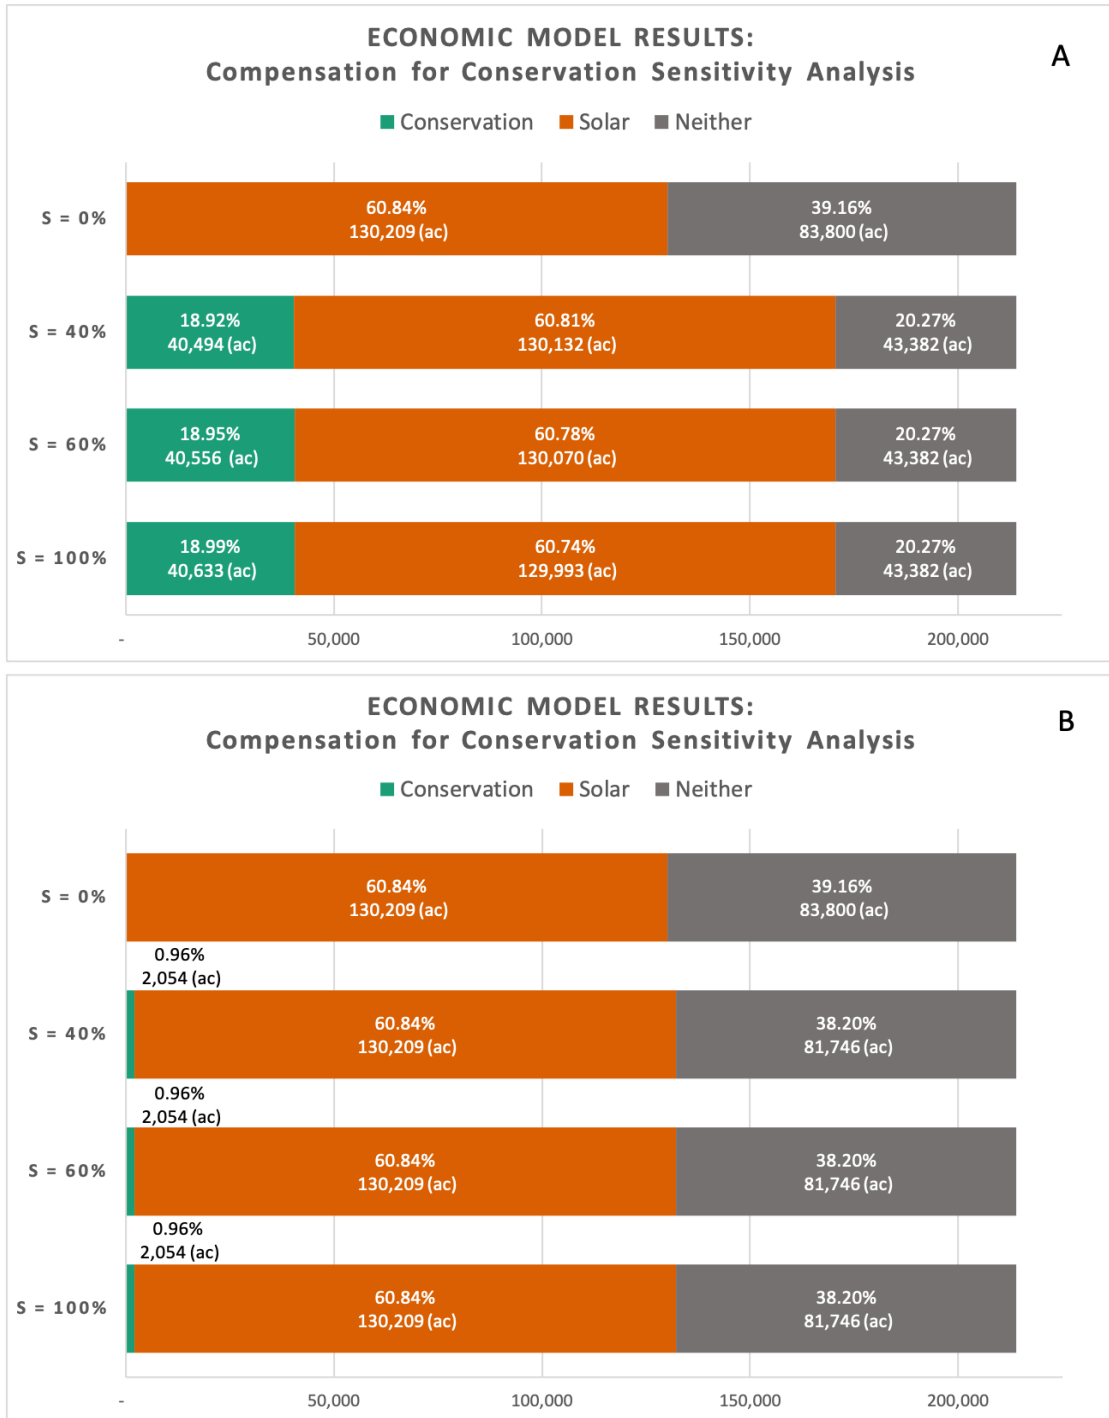 ECONOMIC MODEL RESULTS:
A
Compensation for Conservation Sensitivity Analysis
Conservation Solar Neither
S = 0%
60.84%
130,209 (ac)
39.16%
83,800 (ac)
S = 40%
18.92%
40,494 (ac)
60.81%
130,132 (ac)
20.27%
43,382 (ac)
S = 60%
18.95%
40,556 (ac)
60.78%
130,070 (ac)
20.27%
43,382 (ac)
S = 100%
18.99%
40,633 (ac)
60.74%
129,993 (ac)
20.27%
43,382 (ac)
- 50,000 100,000 150,000 200,000
ECONOMIC MODEL RESULTS:
B
Compensation for Conservation Sensitivity Analysis
Conservation Solar Neither
S = 0%
60.84%
130,209 (ac)
39.16%
83,800 (ac)
0.96%
2,054 (ac)
S = 40%
60.84%
130,209 (ac)
38.20%
81,746 (ac)
0.96%
2,054 (ac)
S = 60%
60.84%
130,209 (ac)
38.20%
81,746 (ac)
0.96%
2,054 (ac)
S = 100%
60.84%
130,209 (ac)
38.20%
81,746 (ac)
- 50,000 100,000 150,000 200,000